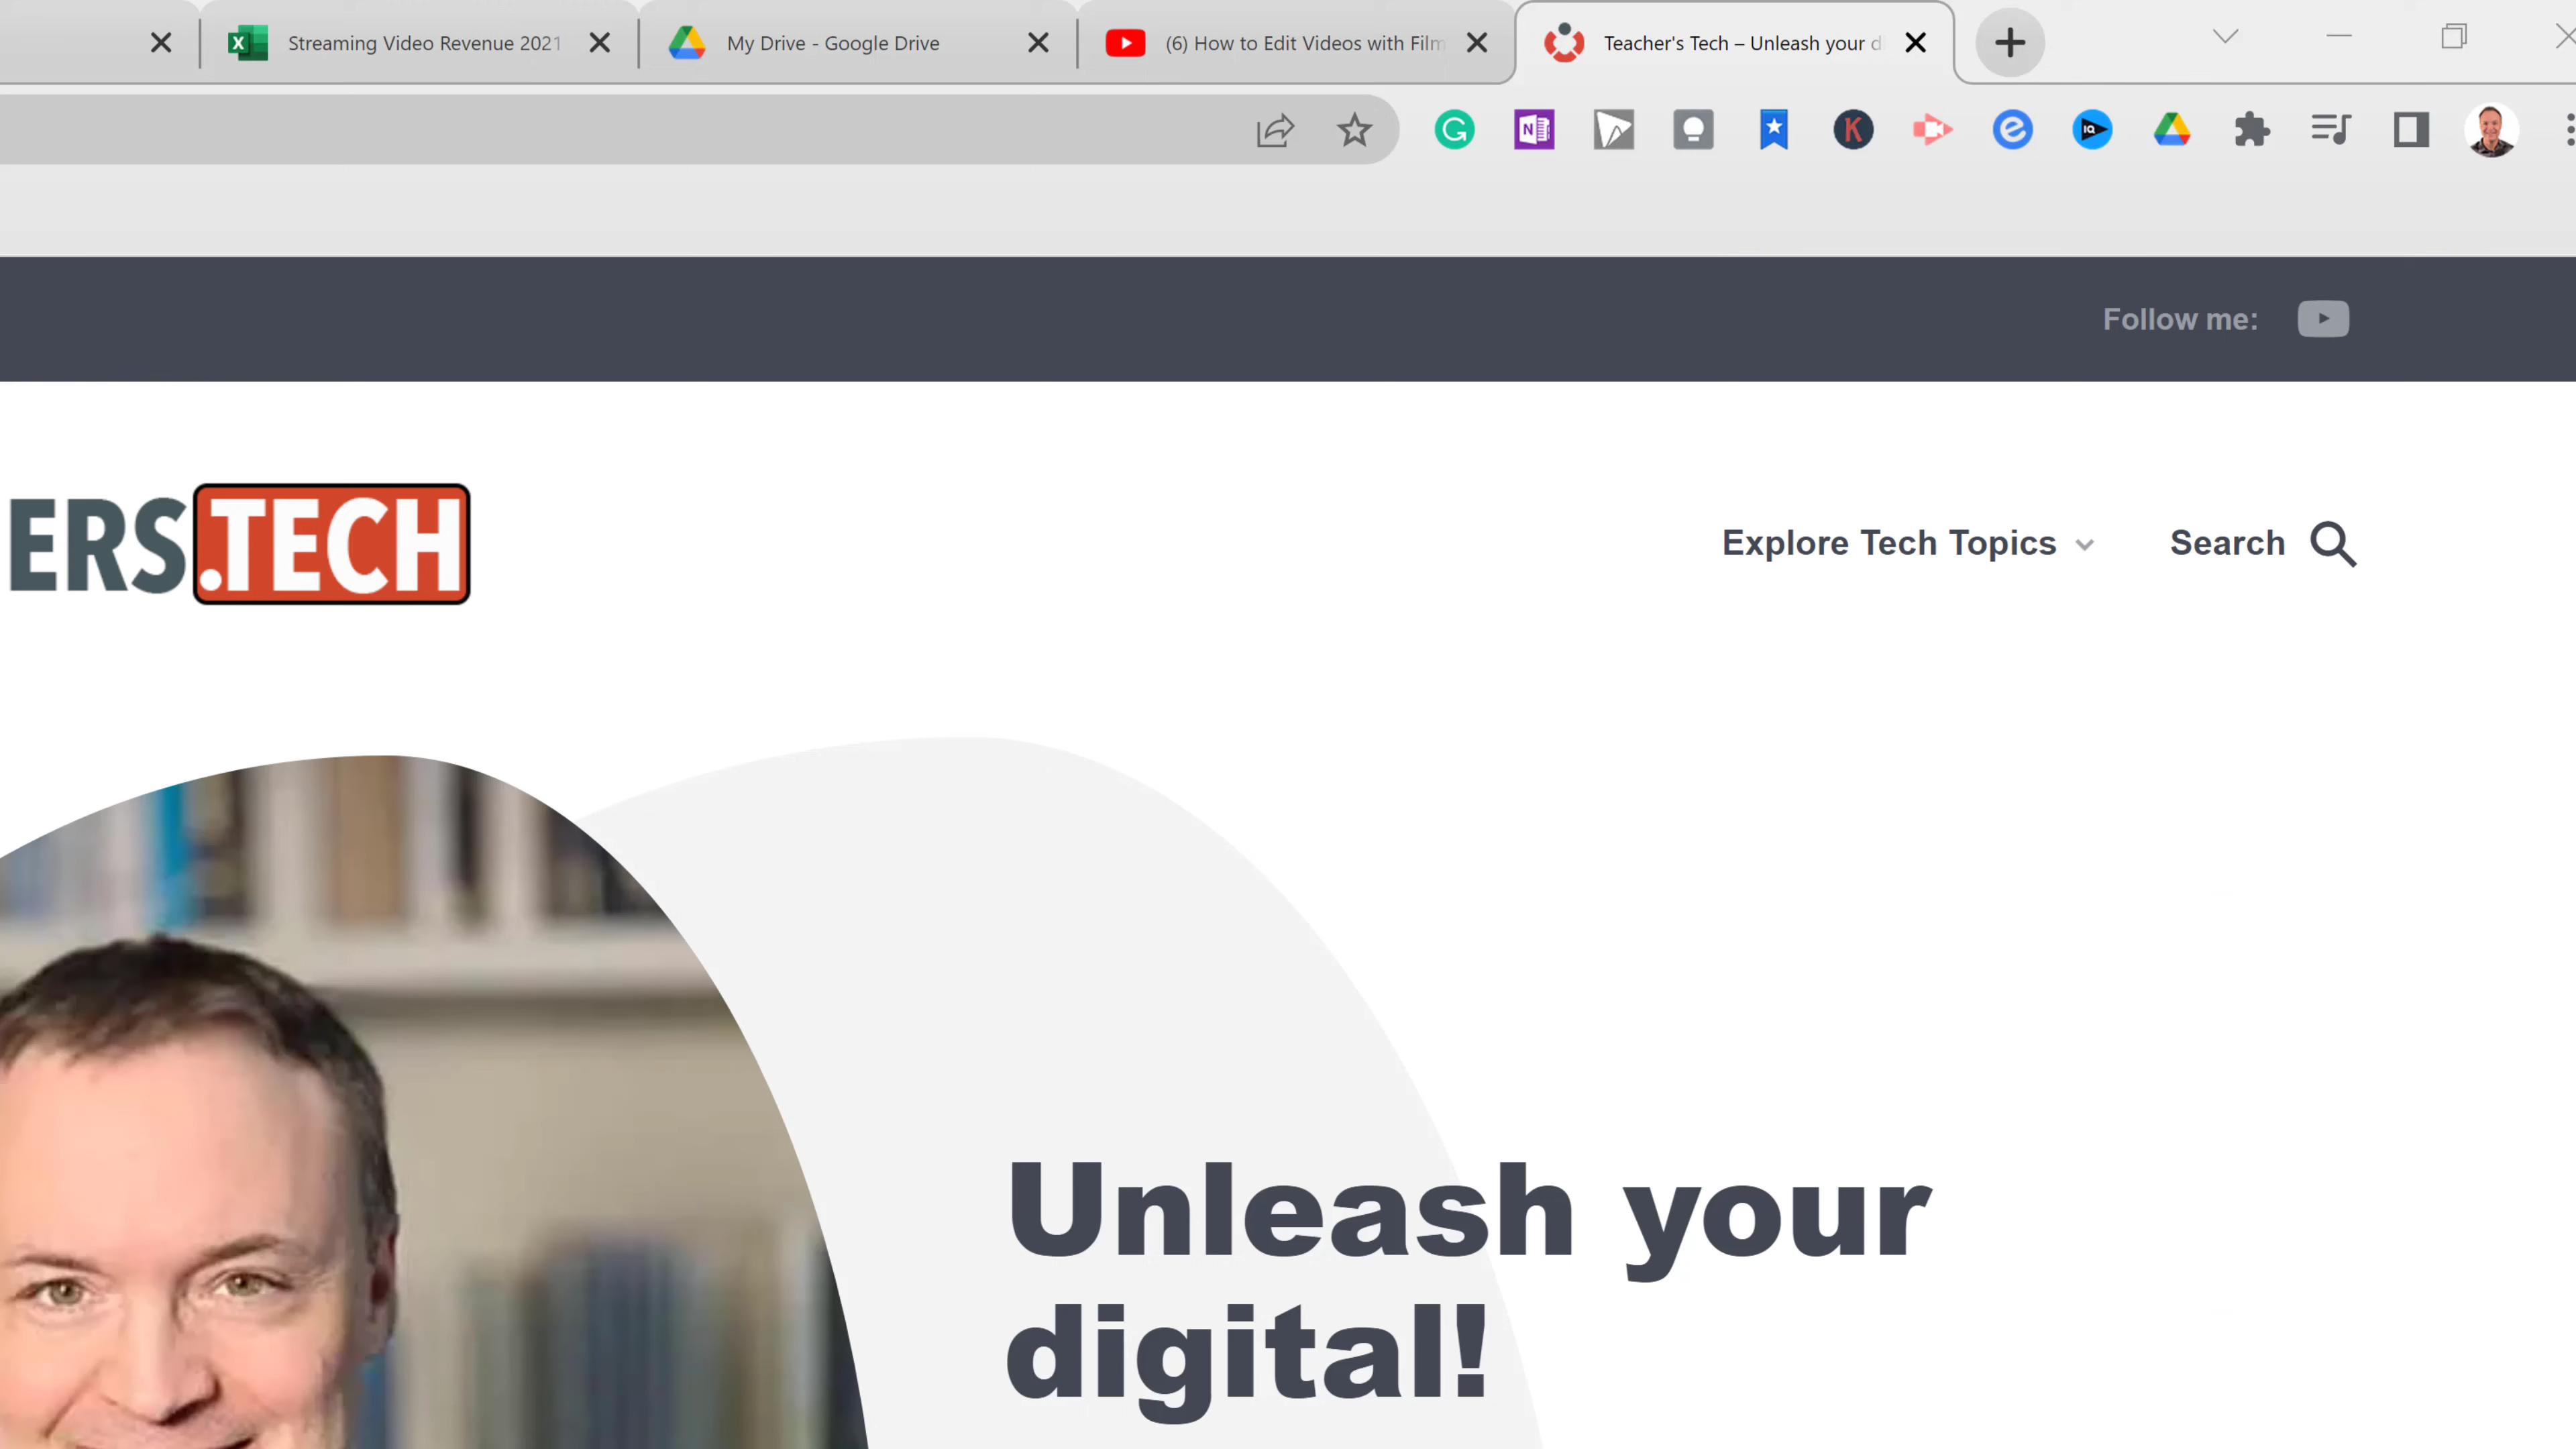 Streaming Video Revenue 2021
My Drive - Google Drive
(6) How to Edit Videos with Film
Teacher's Tech – Unleash your d
Follow me:
ERS.TECH
Explore Tech Topics
Search
Unleash your
digital!